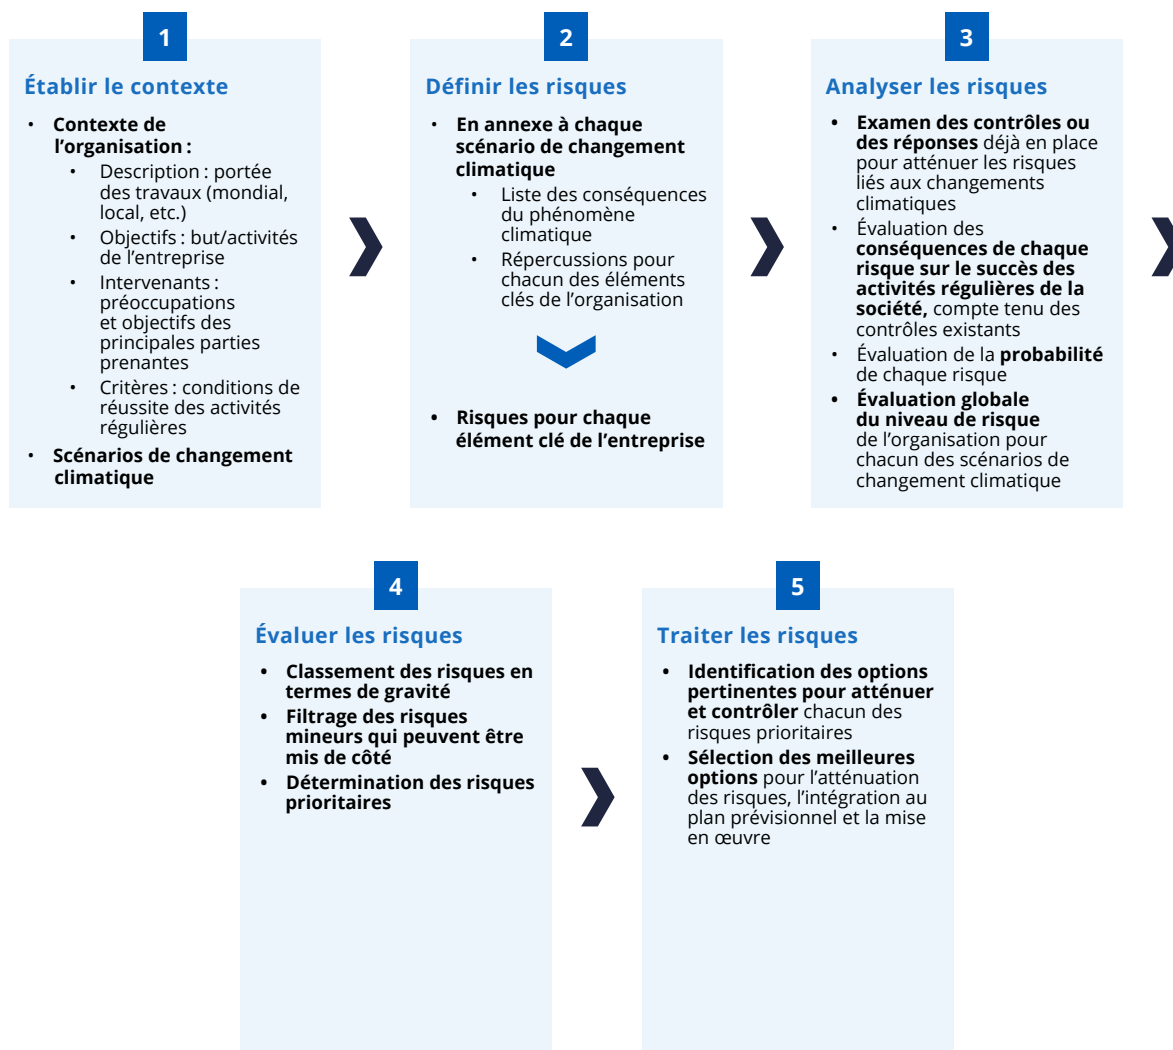 1
Établir le contexte
• Contexte de
l’organisation :
• Description : portée
des travaux (mondial,
local, etc.)
• Objectifs : but/activités
de l’entreprise
• Intervenants :
préoccupations
et objectifs des
principales parties
prenantes
• Critères : conditions de
réussite des activités
régulières
• Scénarios de changement
climatique
2
Définir les risques
• En annexe à chaque
scénario de changement
climatique
• Liste des conséquences
du phénomène
climatique
• Répercussions pour
chacun des éléments
clés de l’organisation
• Risques pour chaque
élément clé de l’entreprise
3
Analyser les risques
• Examen des contrôles ou
des réponses déjà en place
pour atténuer les risques
liés aux changements
climatiques
• Évaluation des
conséquences de chaque
risque sur le succès des
activités régulières de la
société, compte tenu des
contrôles existants
• Évaluation de la probabilité
de chaque risque
• Évaluation globale
du niveau de risque
de l’organisation pour
chacun des scénarios de
changement climatique
4
Évaluer les risques
• Classement des risques en
termes de gravité
• Filtrage des risques
mineurs qui peuvent être
mis de côté
• Détermination des risques
prioritaires
5
Traiter les risques
• Identification des options
pertinentes pour atténuer
et contrôler chacun des
risques prioritaires
• Sélection des meilleures
options pour l’atténuation
des risques, l’intégration au
plan prévisionnel et la mise
en œuvre